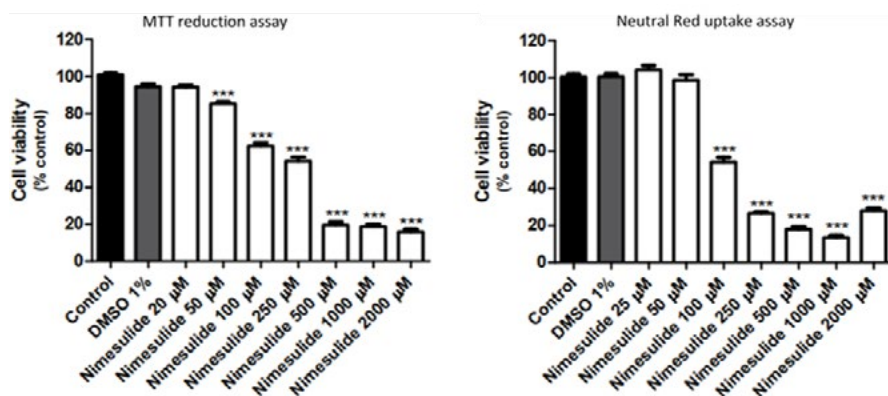 MTT reduction assay
120
100
80
60
40
20
0
Cell viability
(% control)
***
***
***
***
***
***
Control
DMSO 1%
Nimesulide 20 µM
Nimesulide 50 µM
Nimesulide 100 µM
Nimesulide 250 µM
Nimesulide 500 µM
Nimesulide 1000 µM
Nimesulide 2000 µM
Neutral Red uptake assay
120
100
80
60
40
20
0
Cell viability
(% control)
***
***
***
***
***
Control
DMSO 1%
Nimesulide 25 µM
Nimesulide 50 µM
Nimesulide 100 µM
Nimesulide 250 µM
Nimesulide 500 µM
Nimesulide 1000 µM
Nimesulide 2000 µM